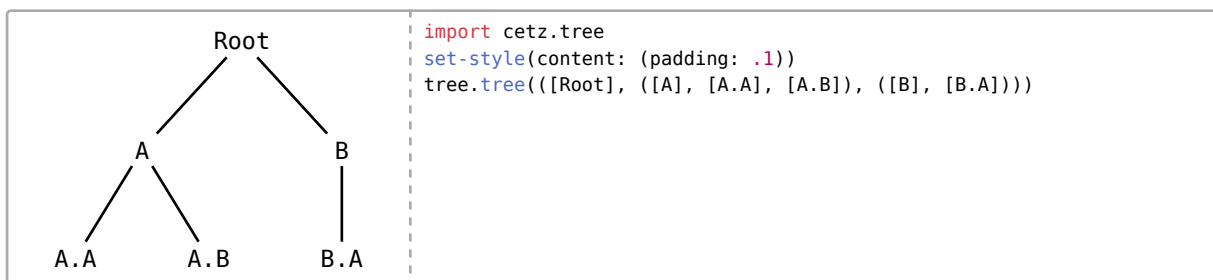 Root
A B
A.A A.B B.A
import cetz.tree
set-style(content: (padding: .1))
tree.tree(([Root], ([A], [A.A], [A.B]), ([B], [B.A])))